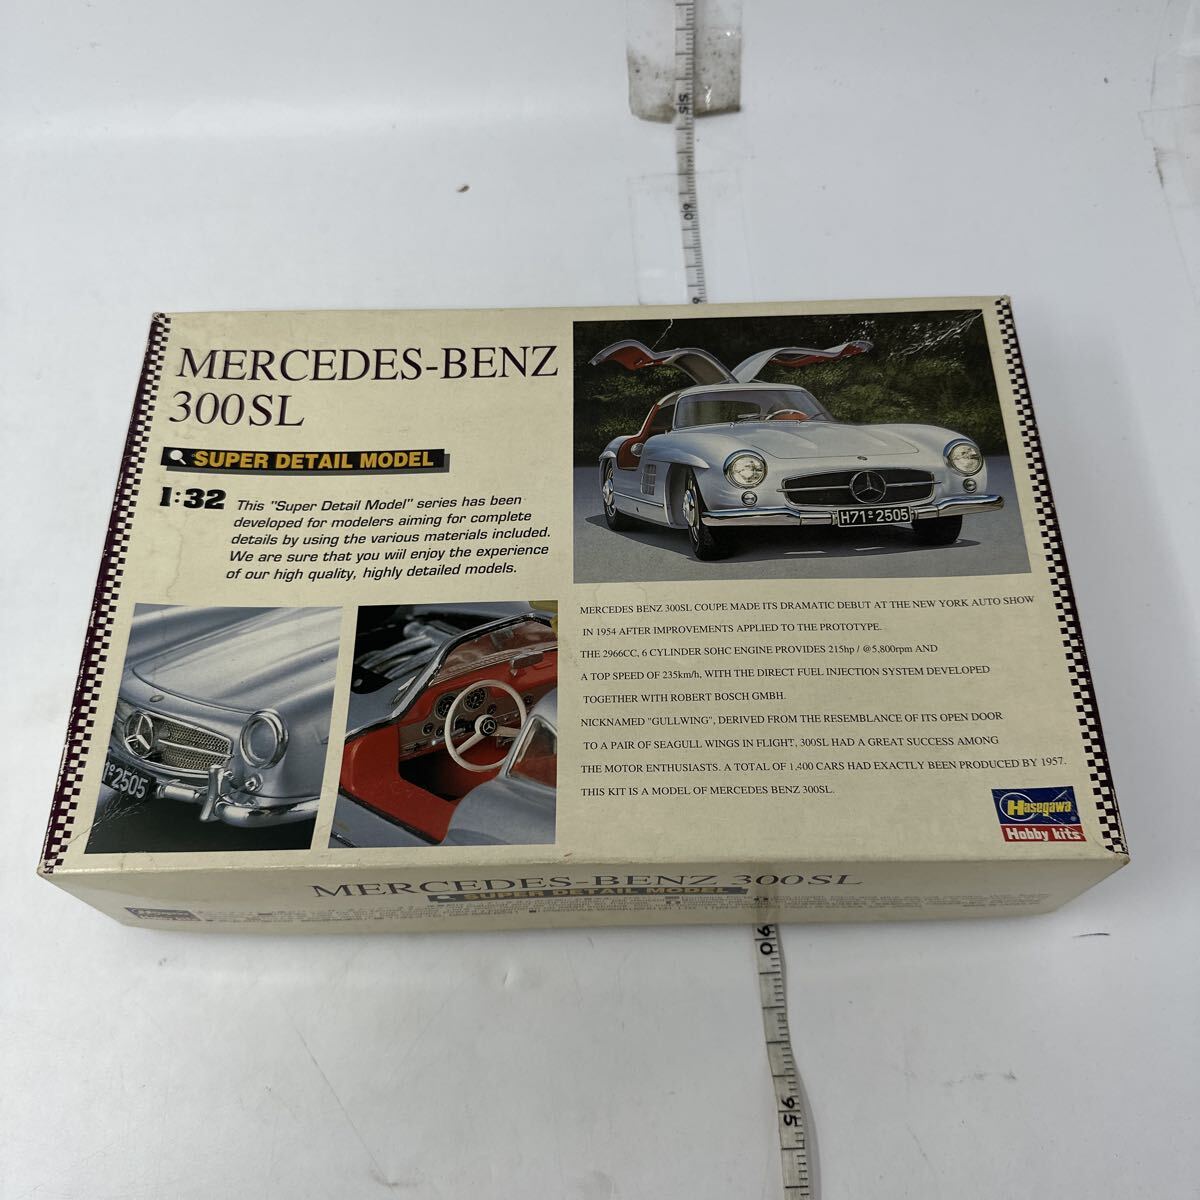 MERCEDES-BENZ
300SL
SUPER DETAIL MODEL
1:32
This "Super Detail Model" series has been
developed for modelers aiming for complete
details by using the various materials included.
We are sure that you wiil enjoy the experience
of our high quality, highly detailed models.
H71 2505
2505
MERCEDES BENZ 300SL COUPE MADE ITS DRAMATIC DEBUT AT THE NEW YORK AUTO SHOW
IN 1954 AFTER IMPROVEMENTS APPLIED TO THE PROTOTYPE.
THE 2966CC, 6 CYLINDER SOHC ENGINE PROVIDES 215hp / @5,800rpm AND
A TOP SPEED OF 235km/h, WITH THE DIRECT FUEL INJECTION SYSTEM DEVELOPED
TOGETHER WITH ROBERT BOSCH GMBH.
NICKNAMED "GULLWING", DERIVED FROM THE RESEMBLANCE OF ITS OPEN DOOR
TO A PAIR OF SEAGULL WINGS IN FLIGHT, 300SL HAD A GREAT SUCCESS AMONG
THE MOTOR ENTHUSIASTS. A TOTAL OF 1,400 CARS HAD EXACTLY BEEN PRODUCED BY 1957.
THIS KIT IS A MODEL OF MERCEDES BENZ 300SL.
Hasegawa
Hobby kits
MERCEDES-BENZ 300SL
SUPER DETAIL MODEL
55
60
90
95